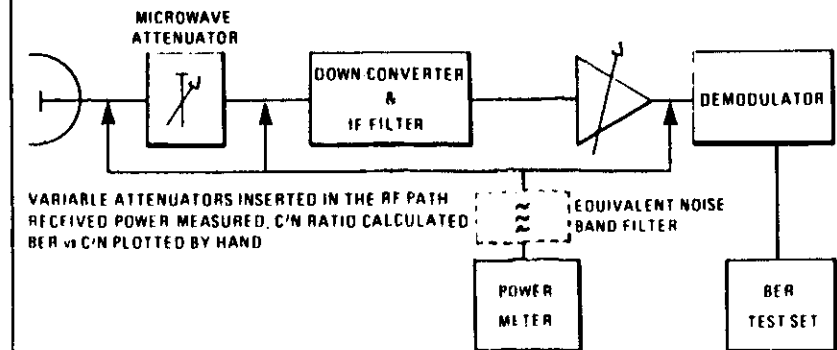 MICROWAVE
ATTENUATOR
DOWN-CONVERTER
&
IF FILTER
DEMODULATOR
VARIABLE ATTENUATORS INSERTED IN THE RF PATH
RECEIVED POWER MEASURED, C/N RATIO CALCULATED
BER vs C/N PLOTTED BY HAND
EQUIVALENT NOISE
BAND FILTER
POWER
METER
BER
TEST SET